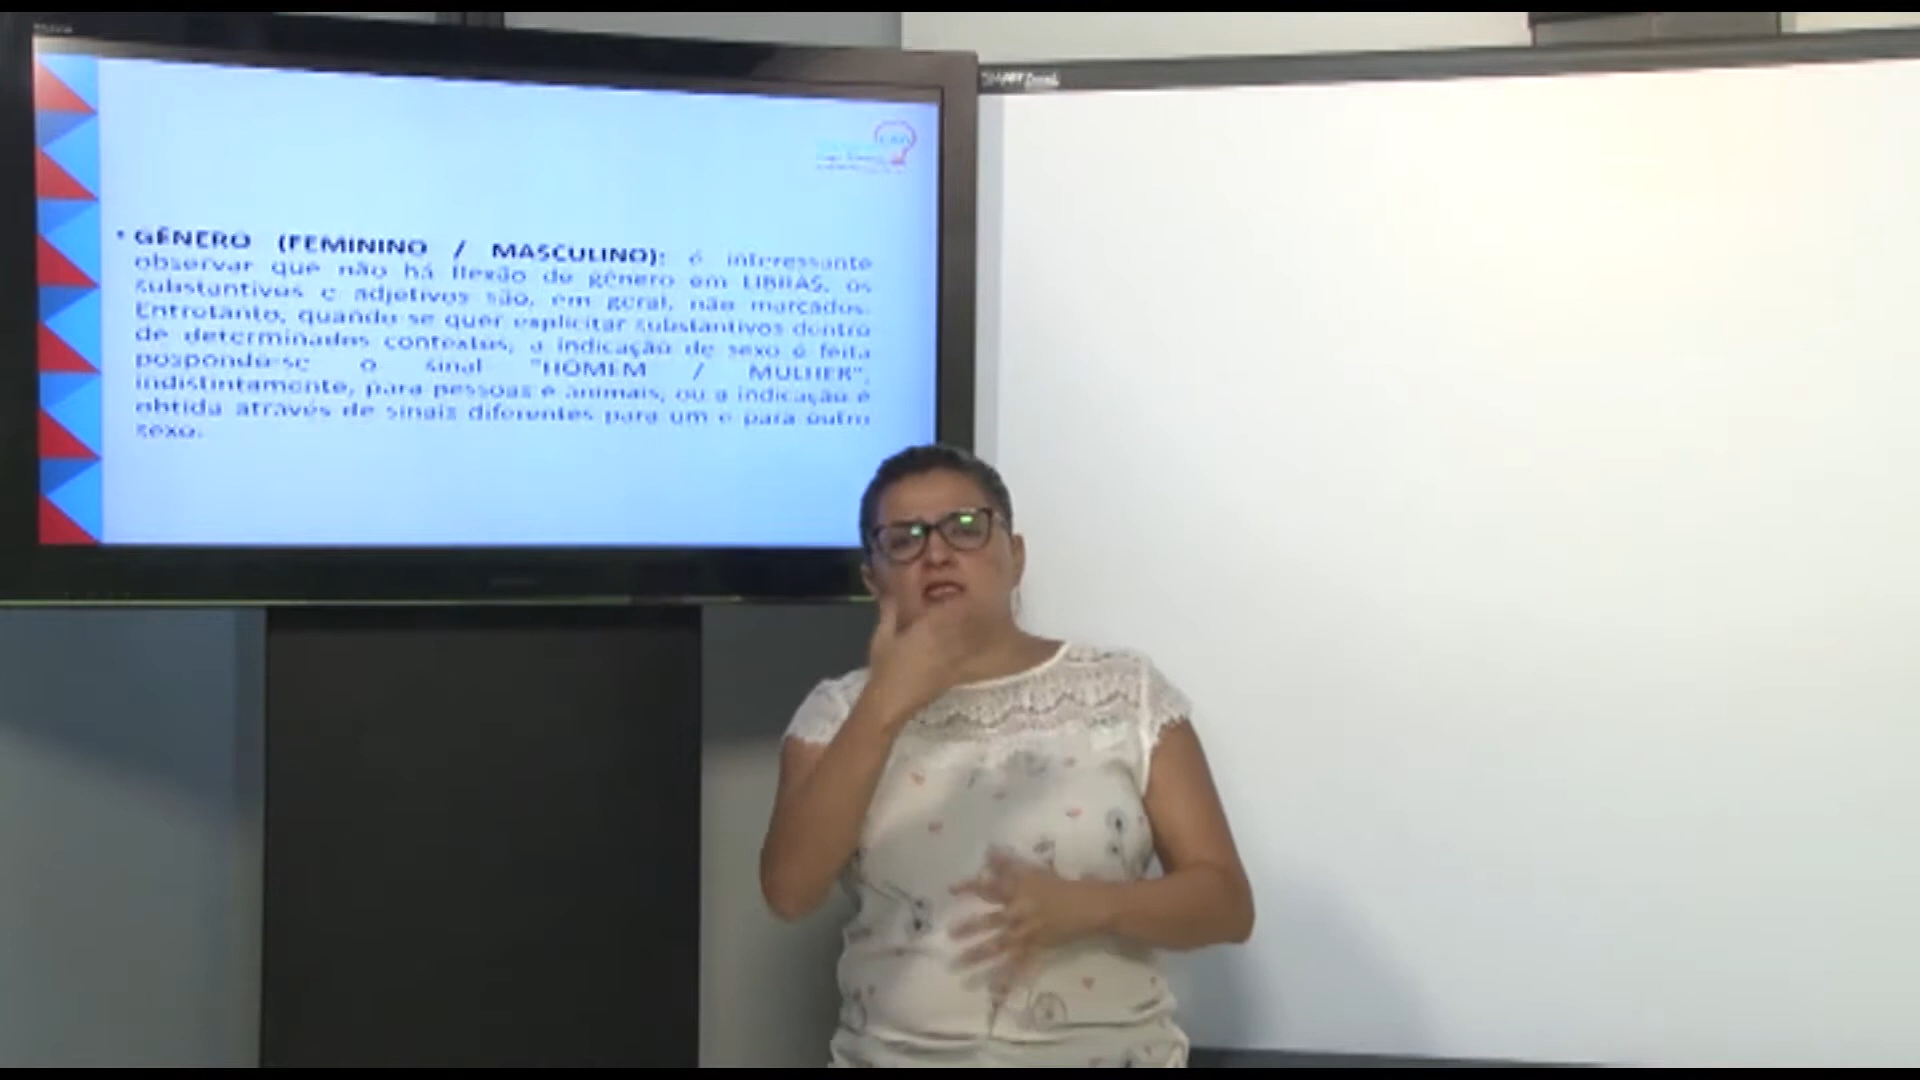 • GÊNERO (FEMININO / MASCULINO): é interessante
observar que não há flexão de gênero em LIBRAS, os
substantivos e adjetivos são, em geral, não marcados.
Entretanto, quando se quer explicitar substantivos dentro
de determinados contextos, a indicação de sexo é feita
pospondo-se o sinal "HOMEM / MULHER",
indistintamente, para pessoas e animais, ou a indicação é
obtida através de sinais diferentes para um e para outro
sexo.